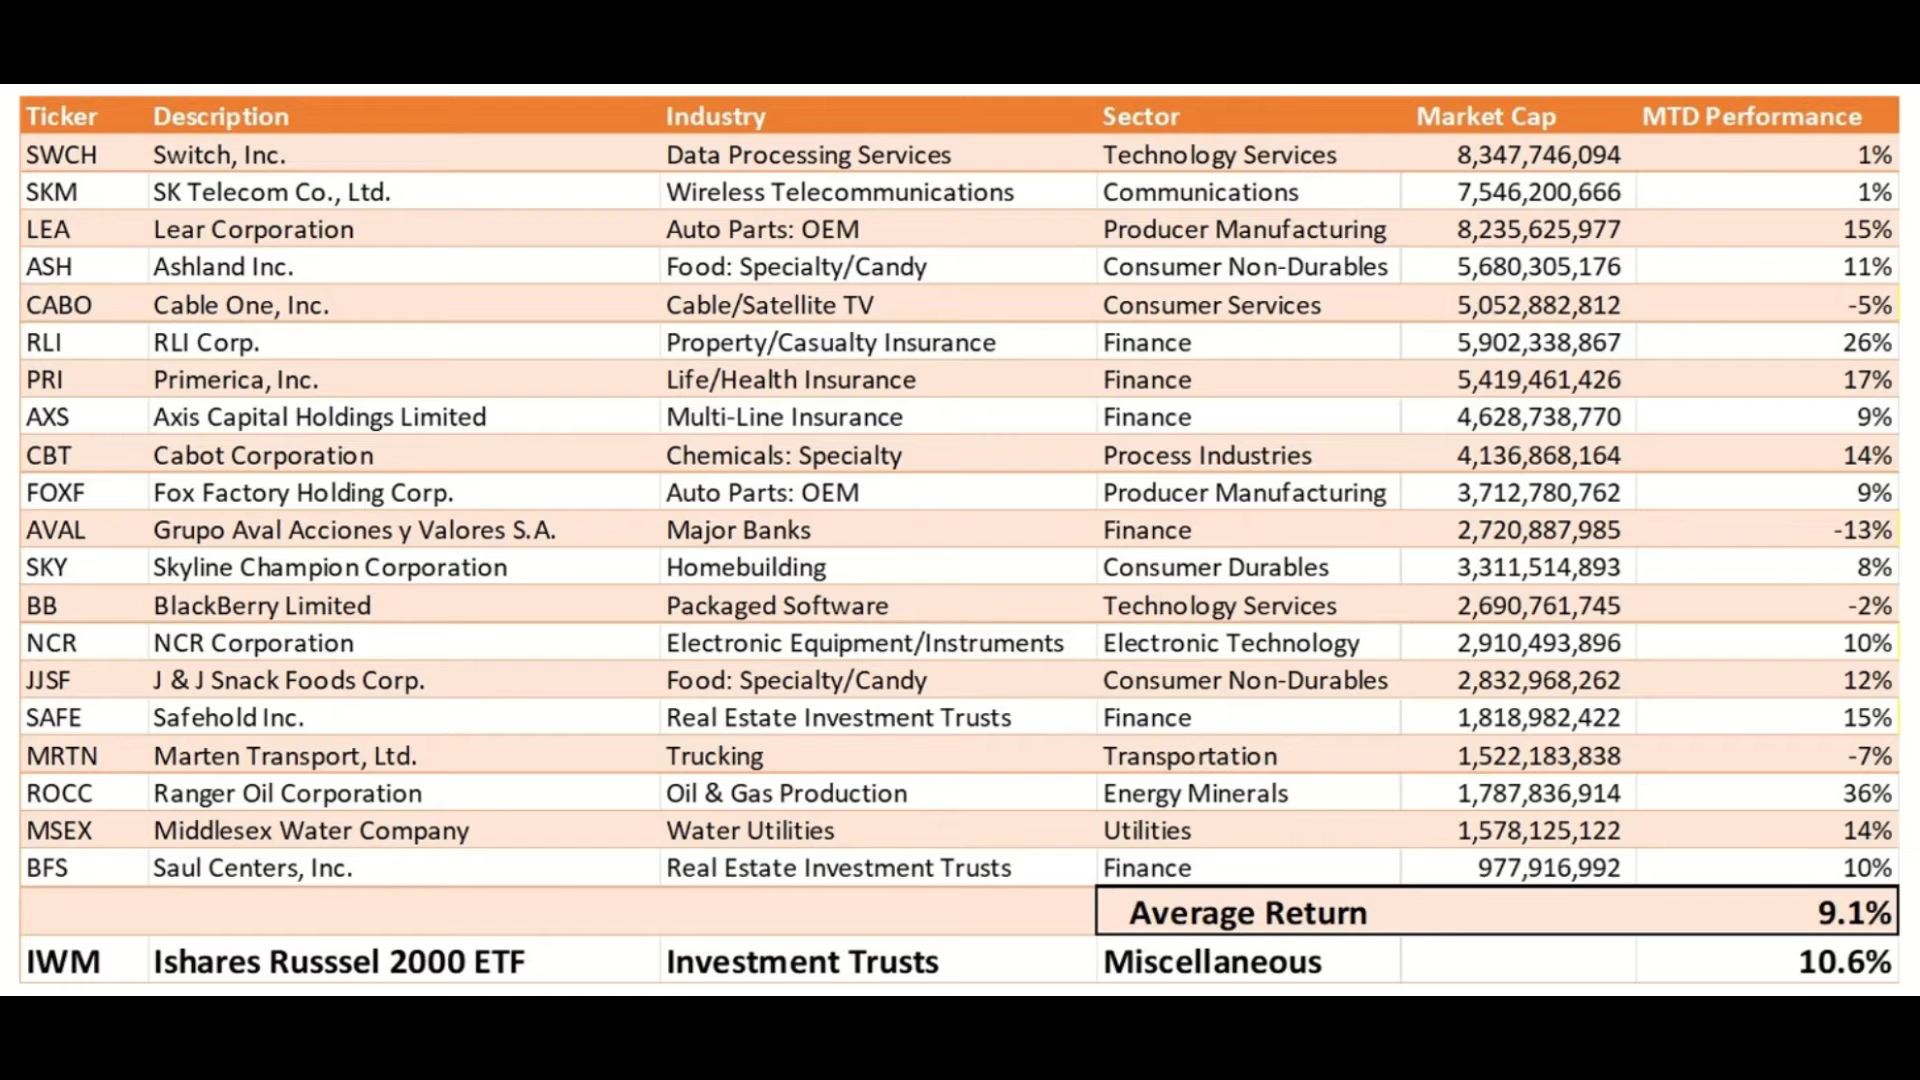 Ticker Description Industry Sector Market Cap MTD Performance
SWCH Switch, Inc. Data Processing Services Technology Services 8,347,746,094 1%
SKM SK Telecom Co., Ltd. Wireless Telecommunications Communications 7,546,200,666 1%
LEA Lear Corporation Auto Parts: OEM Producer Manufacturing 8,235,625,977 15%
ASH Ashland Inc. Food: Specialty/Candy Consumer Non-Durables 5,680,305,176 11%
CABO Cable One, Inc. Cable/Satellite TV Consumer Services 5,052,882,812 -5%
RLI RLI Corp. Property/Casualty Insurance Finance 5,902,338,867 26%
PRI Primerica, Inc. Life/Health Insurance Finance 5,419,461,426 17%
AXS Axis Capital Holdings Limited Multi-Line Insurance Finance 4,628,738,770 9%
CBT Cabot Corporation Chemicals: Specialty Process Industries 4,136,868,164 14%
FOXF Fox Factory Holding Corp. Auto Parts: OEM Producer Manufacturing 3,712,780,762 9%
AVAL Grupo Aval Acciones y Valores S.A. Major Banks Finance 2,720,887,985 -13%
SKY Skyline Champion Corporation Homebuilding Consumer Durables 3,311,514,893 8%
BB BlackBerry Limited Packaged Software Technology Services 2,690,761,745 -2%
NCR NCR Corporation Electronic Equipment/Instruments Electronic Technology 2,910,493,896 10%
JJSF J & J Snack Foods Corp. Food: Specialty/Candy Consumer Non-Durables 2,832,968,262 12%
SAFE Safehold Inc. Real Estate Investment Trusts Finance 1,818,982,422 15%
MRTN Marten Transport, Ltd. Trucking Transportation 1,522,183,838 -7%
ROCC Ranger Oil Corporation Oil & Gas Production Energy Minerals 1,787,836,914 36%
MSEX Middlesex Water Company Water Utilities Utilities 1,578,125,122 14%
BFS Saul Centers, Inc. Real Estate Investment Trusts Finance 977,916,992 10%
Average Return 9.1%
IWM Ishares Russsel 2000 ETF Investment Trusts Miscellaneous 10.6%